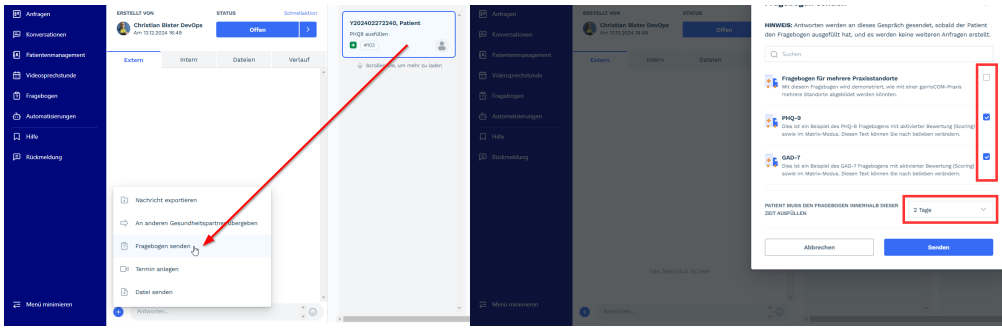 Anfragen
Konversationen
Patientenmanagement
Videosprechstunde
Fragebogen
Automatisierungen
Hilfe
Rückmeldung
Menü minimieren
ERSTELLT VON
STATUS
Schnellaktion
Christian Bister DevOps
Am 13.12.2024 16:49
Offen
Extern
Intern
Dateien
Verlauf
Nachricht exportieren
An anderen Gesundheitspartner übergeben
Fragebogen senden
Termin anlegen
Datei senden
Antworten...
Y202402272240, Patient
PHQ9 ausfüllen
#103
Scrollen Sie, um mehr zu laden
Anfragen
Konversationen
Patientenmanagement
Videosprechstunde
Fragebogen
Automatisierungen
Hilfe
Rückmeldung
Menü minimieren
ERSTELLT VON
STATUS
Christian Bister DevOps
Am 13.12.2024 16:49
Offen
Extern
Intern
Dateien
Das Gespräch ist leer
Antworten...
Fragebogen senden
HINWEIS: Antworten werden an dieses Gespräch gesendet, sobald der Patient
den Fragebogen ausgefüllt hat, und es werden keine weiteren Anfragen erstellt.
Suchen
Fragebogen für mehrere Praxisstandorte
Mit diesem Fragebogen wird demonstriert, wie mit einer garrioCOM-Praxis
mehrere Standorte abgebildet werden könnten.
PHQ-9
Dies ist ein Beispiel des PHQ-9 Fragebogens mit aktivierter Bewertung (Scoring)
sowie im Matrix-Modus. Diesen Text können Sie nach belieben verändern.
GAD-7
Dies ist ein Beispiel des GAD-7 Fragebogens mit aktivierter Bewertung (Scoring)
sowie im Matrix-Modus. Diesen Text können Sie nach belieben verändern.
PATIENT MUSS DEN FRAGEBOGEN INNERHALB DIESER
ZEIT AUSFÜLLEN
2 Tage
Abbrechen
Senden